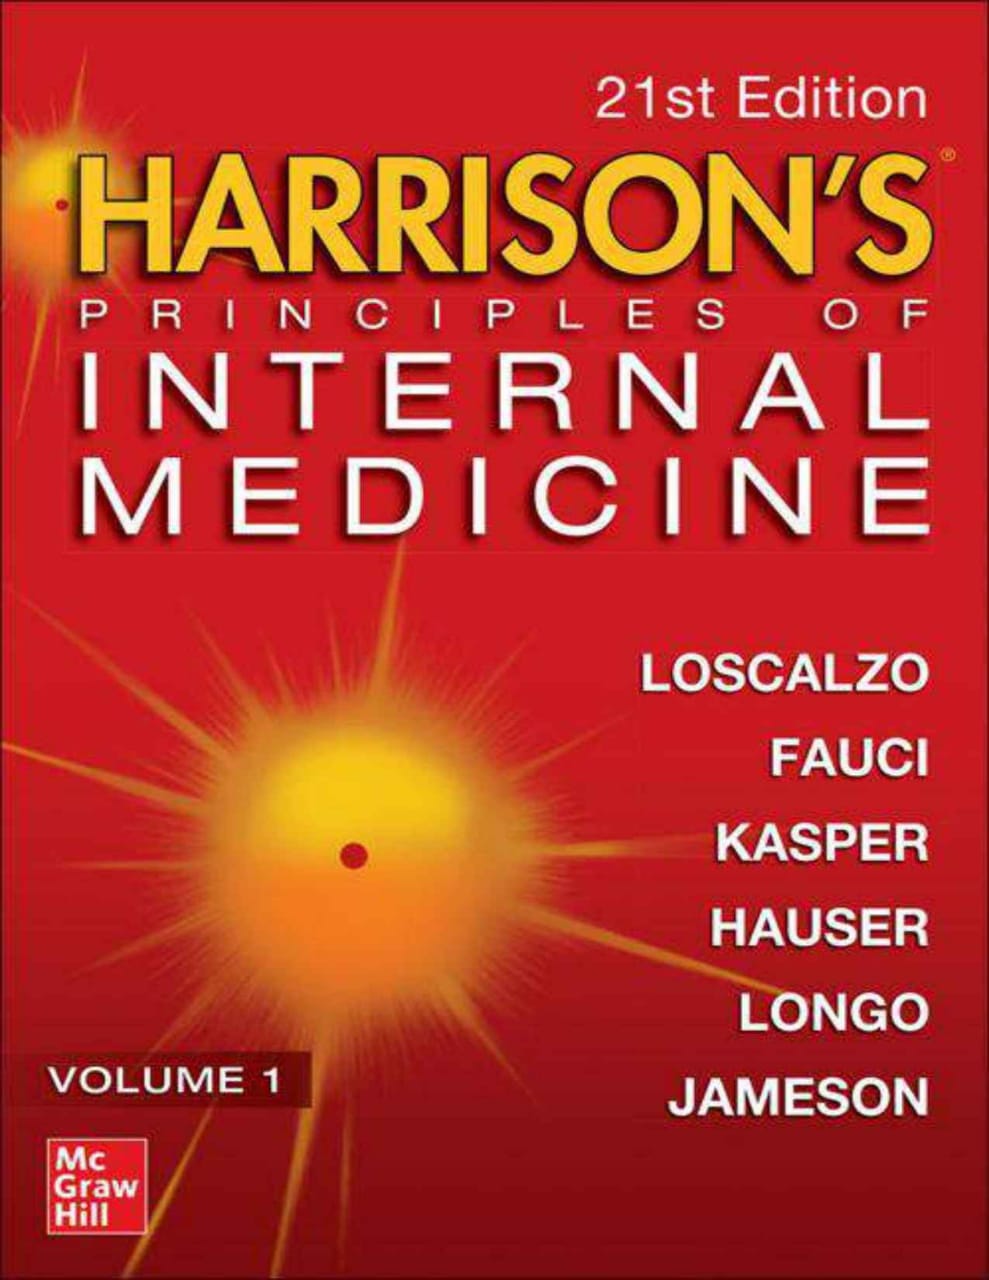 21st Edition
HARRISON'S®
PRINCIPLES OF
INTERNAL
MEDICINE
LOSCALZO
FAUCI
KASPER
HAUSER
LONGO
JAMESON
VOLUME 1
Mc
Graw
Hill